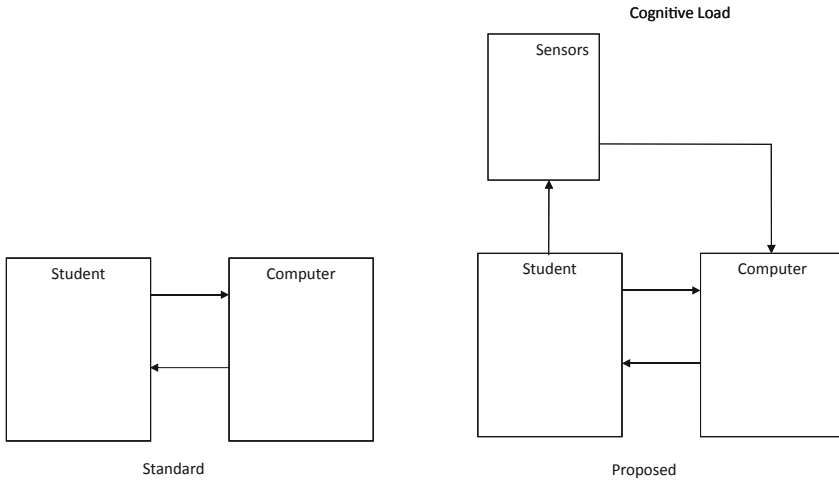 Cognitive Load
Sensors
Student
Computer
Student
Computer
Standard
Proposed